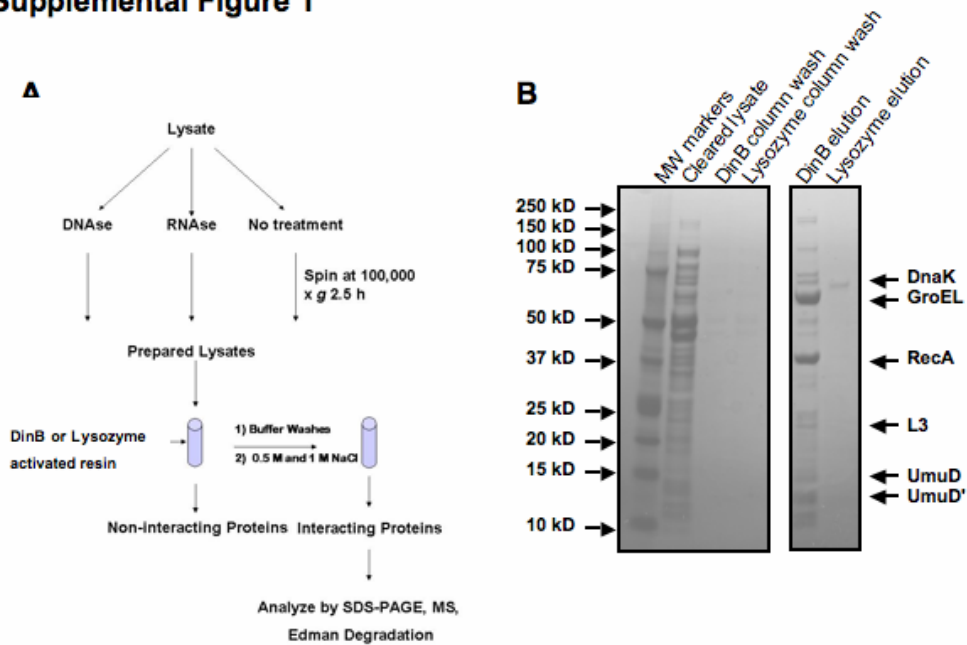 Supplemental Figure 1
A
Lysate
DNAse RNAse No treatment
Spin at 100,000
x g 2.5 h
Prepared Lysates
DinB or Lysozyme
activated resin
1) Buffer Washes
2) 0.5 M and 1 M NaCl
Non-interacting Proteins Interacting Proteins
Analyze by SDS-PAGE, MS,
Edman Degradation
B
MW markers
Cleared lysate
DinB column wash
Lysozyme column wash
DinB elution
Lysozyme elution
250 kD
150 kD
100 kD
75 kD
50 kD
37 kD
25 kD
20 kD
15 kD
10 kD
DnaK
GroEL
RecA
L3
UmuD
UmuD'